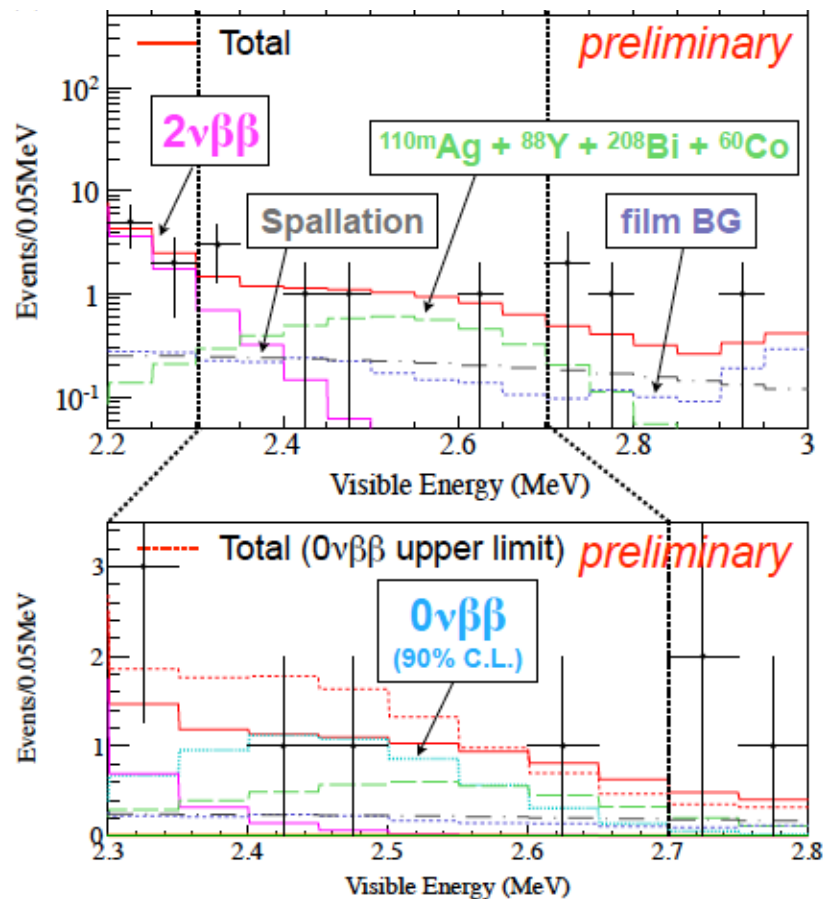 Total
preliminary
10²
2νββ
¹¹⁰ᵐAg + ⁸⁸Y + ²⁰⁸Bi + ⁶⁰Co
10
Spallation
film BG
1
10⁻¹
Events/0.05MeV
2.2 2.4 2.6 2.8 3
Visible Energy (MeV)
Total (0νββ upper limit)
preliminary
3
0νββ
(90% C.L.)
2
1
0
Events/0.05MeV
2.3 2.4 2.5 2.6 2.7 2.8
Visible Energy (MeV)